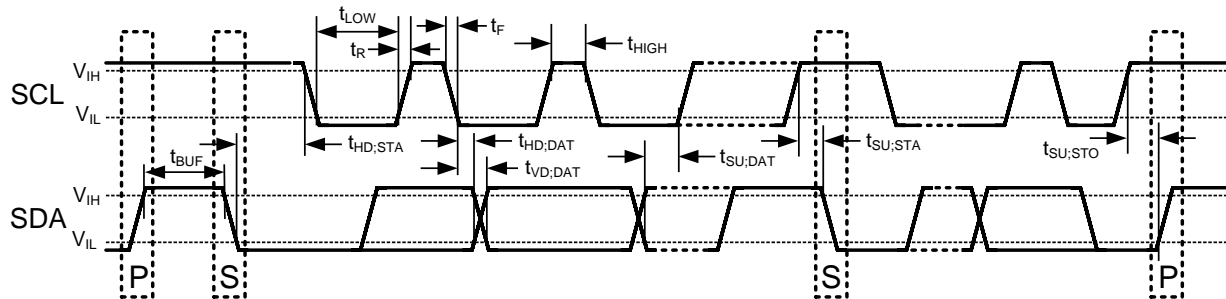 tLOW
tF
tR
tHIGH
VIH
SCL
VIL
tHD;STA
tHD;DAT
tSU;DAT
tSU;STA
tSU;STO
tBUF
tVD;DAT
VIH
SDA
VIL
P
S
S
P